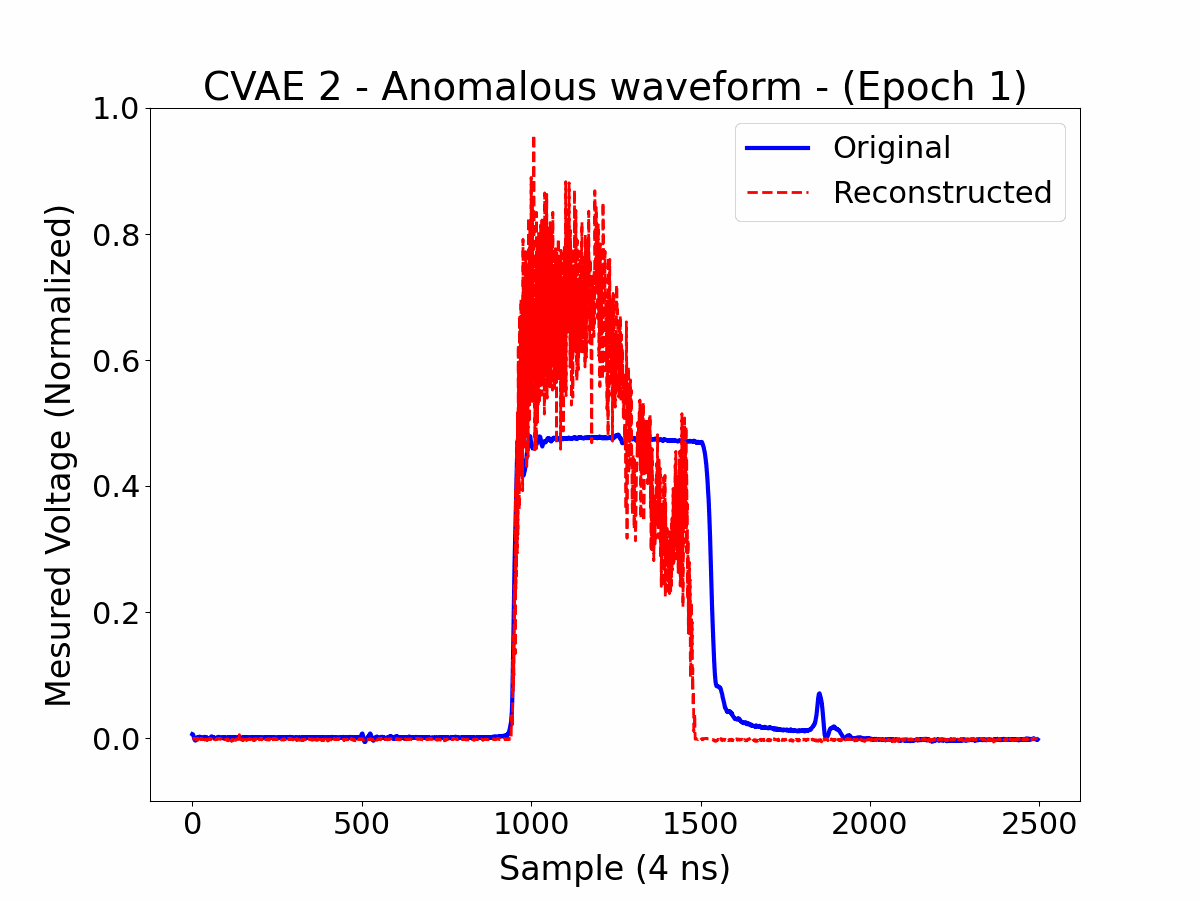 CVAE 2 - Anomalous waveform - (Epoch 1)
Original
Reconstructed
Mesured Voltage (Normalized)
1.0
0.8
0.6
0.4
0.2
0.0
0 500 1000 1500 2000 2500
Sample (4 ns)